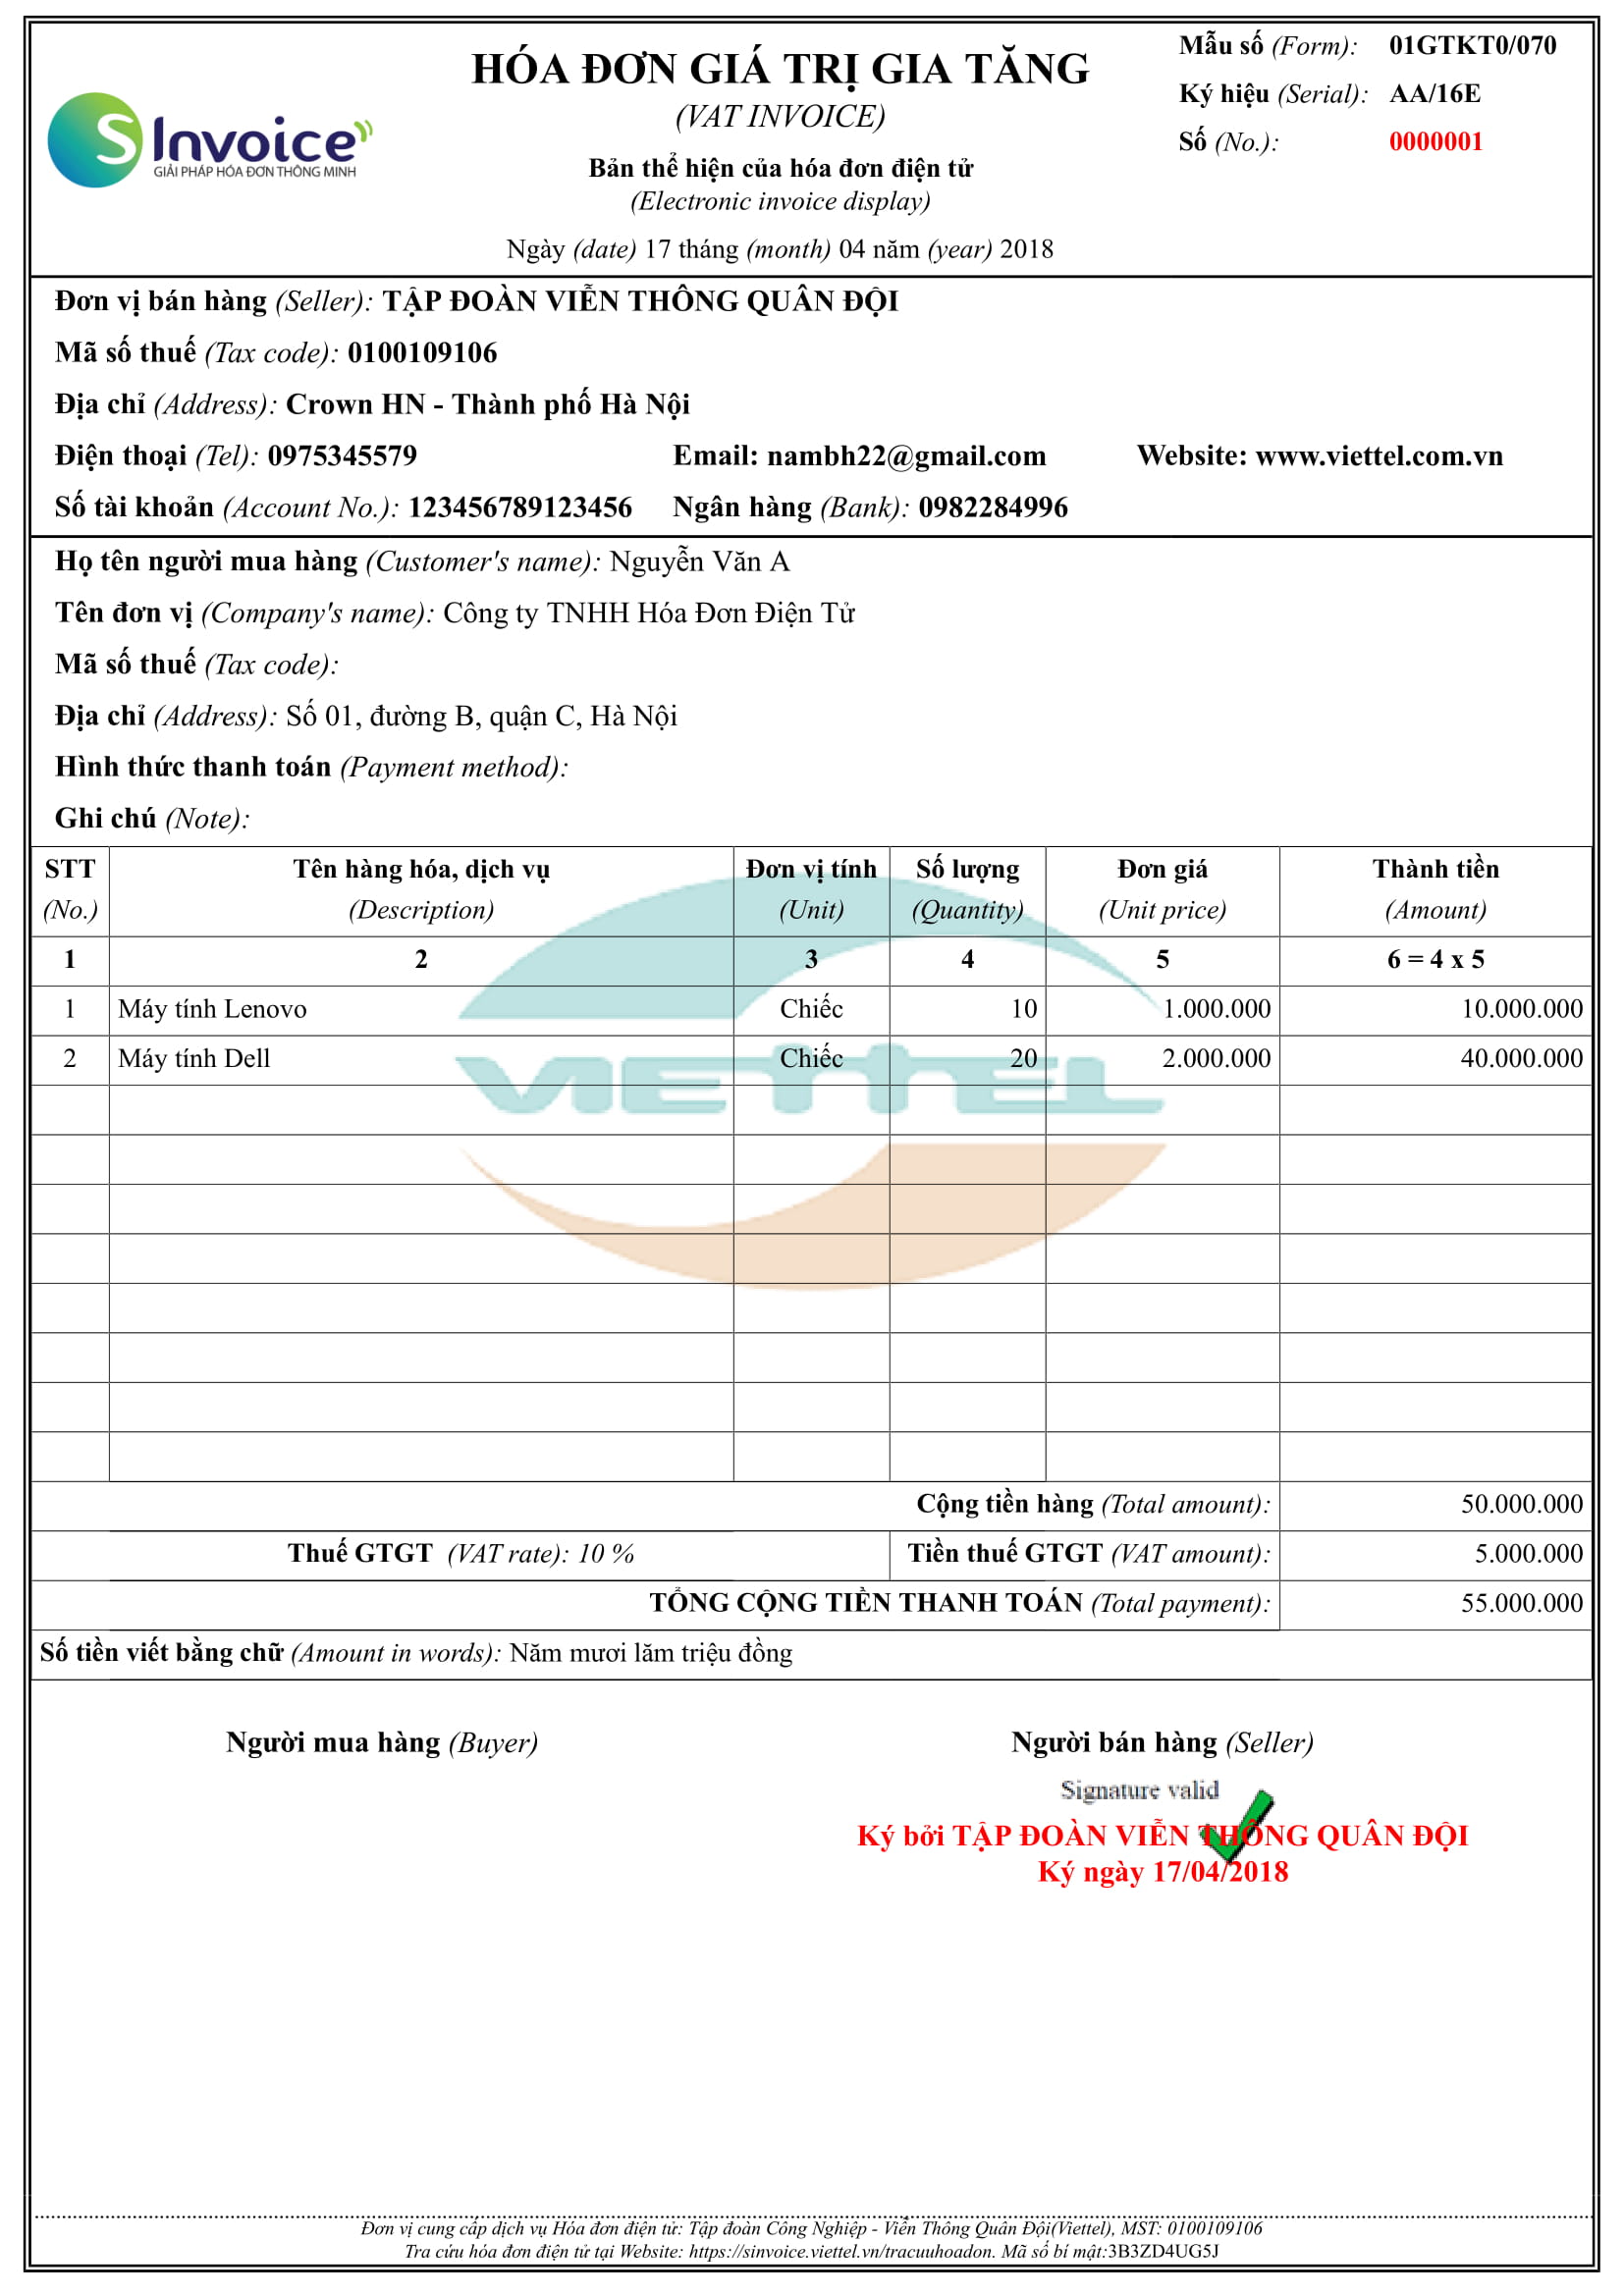 HÓA ĐƠN GIÁ TRỊ GIA TĂNG
(VAT INVOICE)
Bản thể hiện của hóa đơn điện tử
(Electronic invoice display)
Ngày (date) 17 tháng (month) 04 năm (year) 2018
Mẫu số (Form): 01GTKT0/070
Ký hiệu (Serial): AA/16E
Số (No.): 0000001
S Invoice
GIẢI PHÁP HÓA ĐƠN THÔNG MINH
Đơn vị bán hàng (Seller): TẬP ĐOÀN VIỄN THÔNG QUÂN ĐỘI
Mã số thuế (Tax code): 0100109106
Địa chỉ (Address): Crown HN - Thành phố Hà Nội
Điện thoại (Tel): 0975345579 Email: nambh22@gmail.com Website: www.viettel.com.vn
Số tài khoản (Account No.): 123456789123456 Ngân hàng (Bank): 0982284996
Họ tên người mua hàng (Customer's name): Nguyễn Văn A
Tên đơn vị (Company's name): Công ty TNHH Hóa Đơn Điện Tử
Mã số thuế (Tax code):
Địa chỉ (Address): Số 01, đường B, quận C, Hà Nội
Hình thức thanh toán (Payment method):
Ghi chú (Note):
STT Tên hàng hóa, dịch vụ Đơn vị tính Số lượng Đơn giá Thành tiền
(No.) (Description) (Unit) (Quantity) (Unit price) (Amount)
1 2 3 4 5 6 = 4 x 5
1 Máy tính Lenovo Chiếc 10 1.000.000 10.000.000
2 Máy tính Dell Chiếc 20 2.000.000 40.000.000
VIETTEL
Cộng tiền hàng (Total amount): 50.000.000
Thuế GTGT (VAT rate): 10 % Tiền thuế GTGT (VAT amount): 5.000.000
TỔNG CỘNG TIỀN THANH TOÁN (Total payment): 55.000.000
Số tiền viết bằng chữ (Amount in words): Năm mươi lăm triệu đồng
Người mua hàng (Buyer) Người bán hàng (Seller)
Signature valid
Ký bởi TẬP ĐOÀN VIỄN THÔNG QUÂN ĐỘI
Ký ngày 17/04/2018
Đơn vị cung cấp dịch vụ Hóa đơn điện tử: Tập đoàn Công Nghiệp - Viễn Thông Quân Đội(Viettel), MST: 0100109106
Tra cứu hóa đơn điện tử tại Website: https://sinvoice.viettel.vn/tracuuhoadon. Mã số bí mật:3B3ZD4UG5J